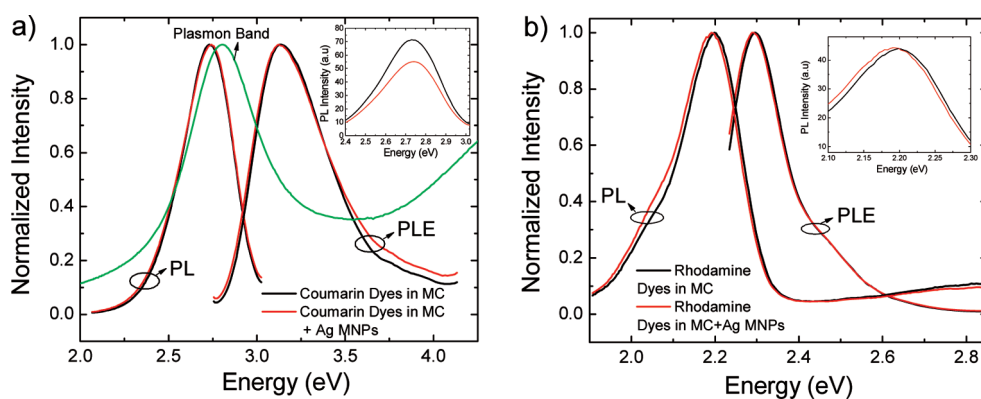 a)
Plasmon Band
Normalized Intensity
1.0
0.8
0.6
0.4
0.2
0.0
2.0 2.5 3.0 3.5 4.0
Energy (eV)
PL
PLE
Coumarin Dyes in MC
Coumarin Dyes in MC
+ Ag MNPs
PL Intensity (a.u)
80
70
60
50
40
30
20
10
0
2.4 2.5 2.6 2.7 2.8 2.9 3.0
Energy (eV)
b)
Normalized Intensity
1.0
0.8
0.6
0.4
0.2
0.0
2.0 2.2 2.4 2.6 2.8
Energy (eV)
PL
PLE
Rhodamine
Dyes in MC
Rhodamine
Dyes in MC+Ag MNPs
PL Intensity (a.u)
40
30
20
10
2.10 2.15 2.20 2.25 2.30
Energy (eV)